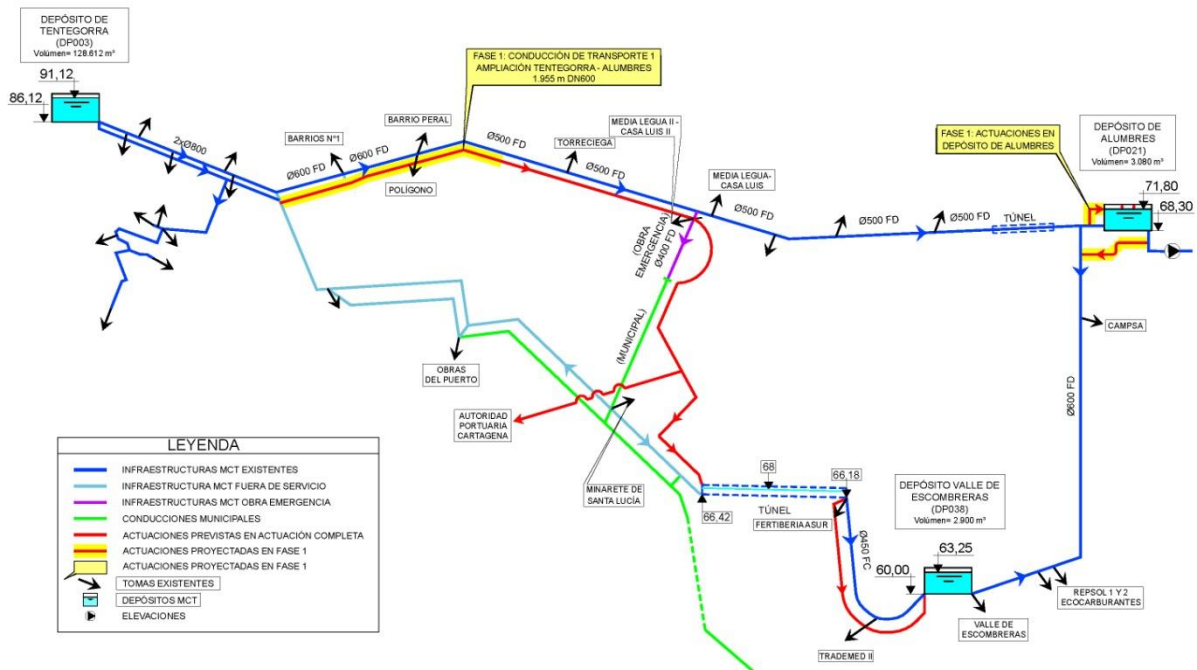 DEPÓSITO DE
TENTEGORRA
(DP003)
Volúmen= 128.612 m³
91,12
86,12
2xØ800
BARRIOS Nº1
BARRIO PERAL
Ø600 FD
Ø600 FD
POLÍGONO
FASE 1: CONDUCCIÓN DE TRANSPORTE 1
AMPLIACIÓN TENTEGORRA - ALUMBRES
1.955 m DN600
Ø500 FD
TORRECIEGA
Ø500 FD
MEDIA LEGUA II -
CASA LUIS II
MEDIA LEGUA-
CASA LUIS
Ø500 FD
Ø500 FD
Ø500 FD
TÚNEL
FASE 1: ACTUACIONES EN
DEPÓSITO DE ALUMBRES
DEPÓSITO DE
ALUMBRES
(DP021)
Volúmen= 3.080 m³
71,80
68,30
(OBRA
EMERGENCIA)
Ø400 FD
(MUNICIPAL)
CAMPSA
Ø600 FD
OBRAS
DEL PUERTO
AUTORIDAD
PORTUARIA
CARTAGENA
MINARETE DE
SANTA LUCÍA
66,42
68
TÚNEL
66,18
FERTIBERIA ASUR
Ø450 FC
DEPÓSITO VALLE DE
ESCOMBRERAS
(DP038)
Volúmen= 2.900 m³
63,25
60,00
TRADEMED II
VALLE DE
ESCOMBRERAS
REPSOL 1 Y 2
ECOCARBURANTES
LEYENDA
INFRAESTRUCTURAS MCT EXISTENTES
INFRAESTRUCTURA MCT FUERA DE SERVICIO
INFRAESTRUCTURAS MCT OBRA EMERGENCIA
CONDUCCIONES MUNICIPALES
ACTUACIONES PREVISTAS EN ACTUACIÓN COMPLETA
ACTUACIONES PROYECTADAS EN FASE 1
ACTUACIONES PROYECTADAS EN FASE 1
TOMAS EXISTENTES
DEPÓSITOS MCT
ELEVACIONES